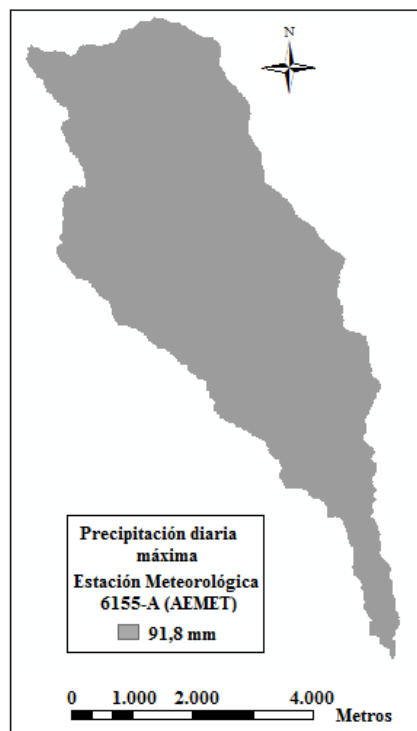 N
Precipitación diaria
máxima
Estación Meteorológica
6155-A (AEMET)
91,8 mm
0 1.000 2.000 4.000
Metros